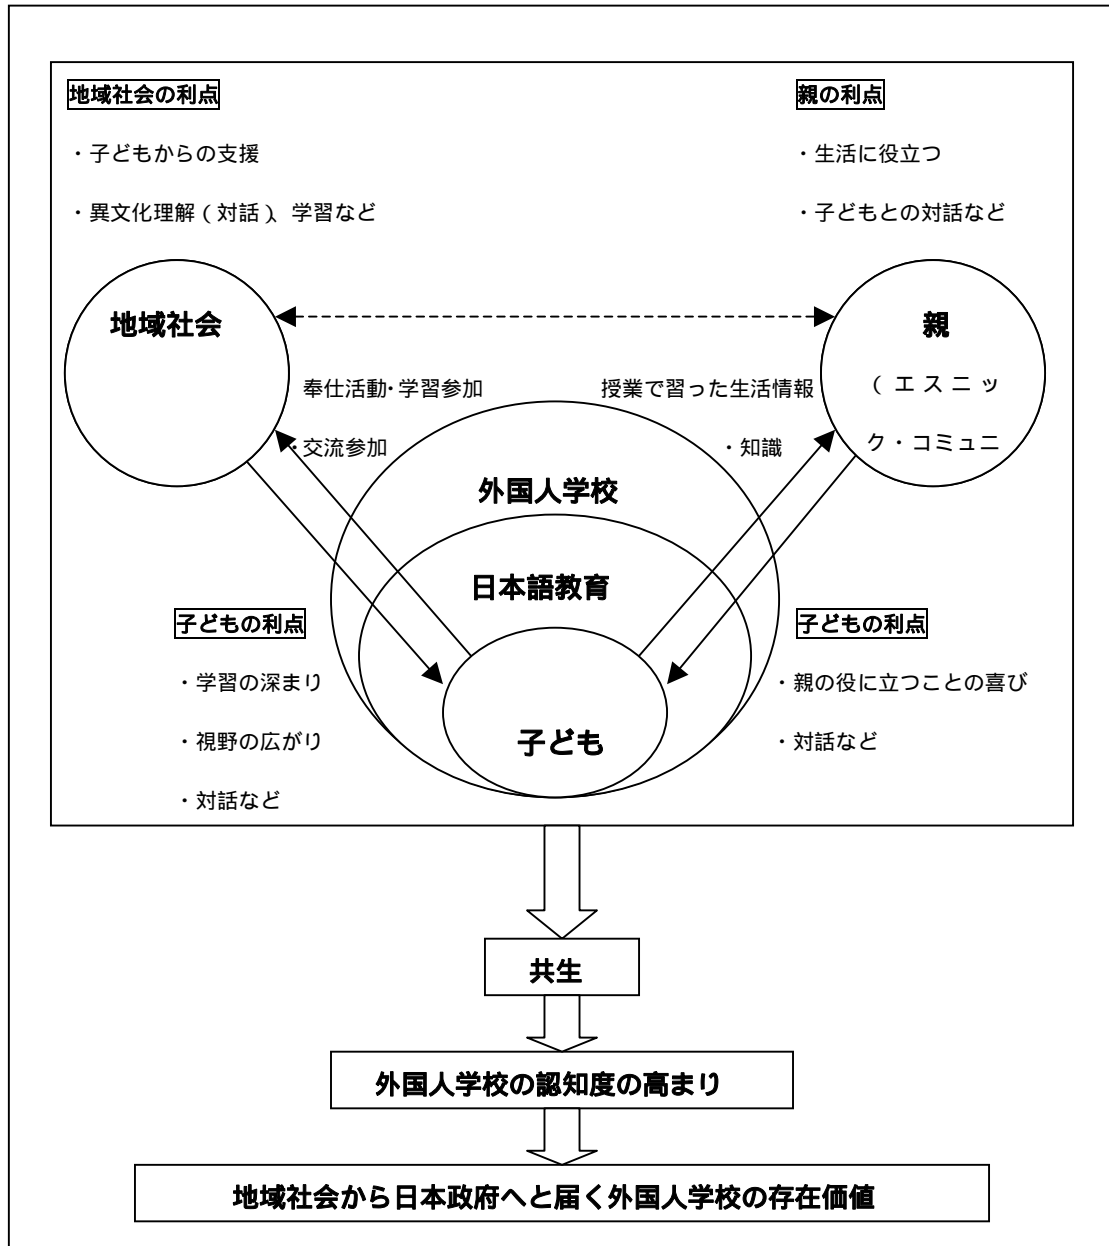 地域社会の利点
・子どもからの支援
・異文化理解（対話）、学習など
親の利点
・生活に役立つ
・子どもとの対話など
地域社会
親
（エスニッ
ク・コミュニ
奉仕活動・学習参加
・交流参加
授業で習った生活情報
・知識
外国人学校
日本語教育
子ども
子どもの利点
・学習の深まり
・視野の広がり
・対話など
子どもの利点
・親の役に立つことの喜び
・対話など
共生
外国人学校の認知度の高まり
地域社会から日本政府へと届く外国人学校の存在価値